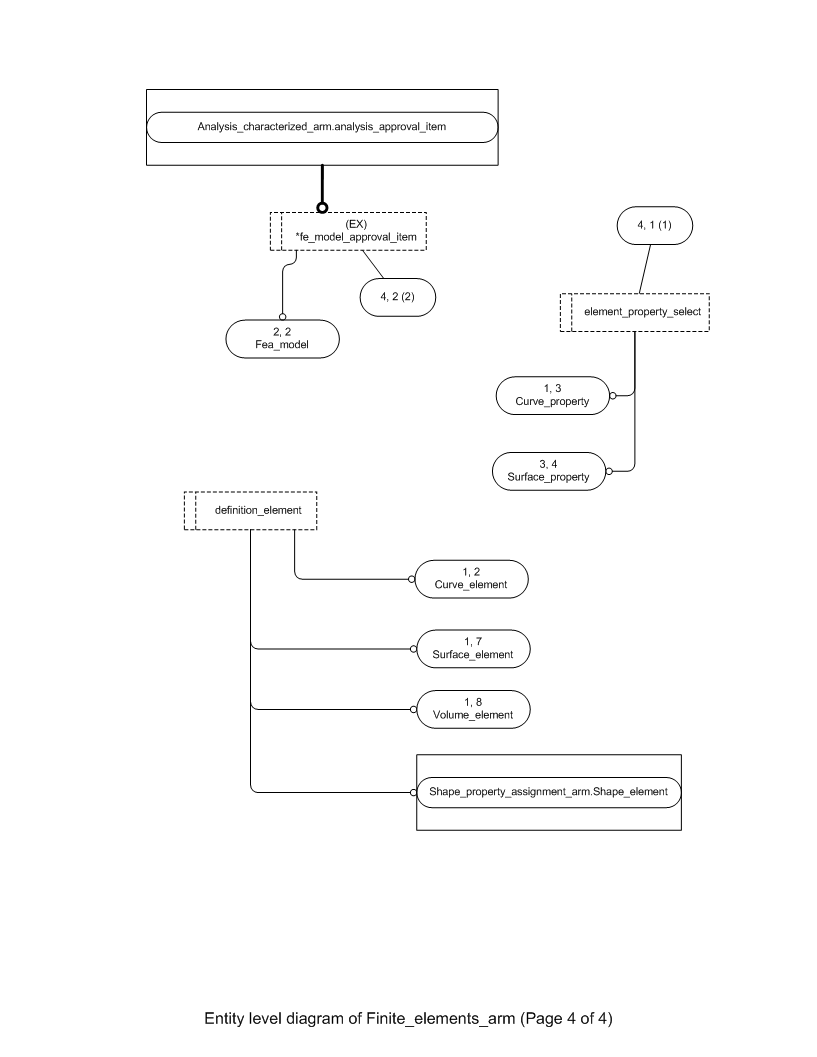 Analysis_characterized_arm.analysis_approval_item
(EX)
*fe_model_approval_item
4, 2 (2)
2, 2
Fea_model
4, 1 (1)
element_property_select
1, 3
Curve_property
3, 4
Surface_property
definition_element
1, 2
Curve_element
1, 7
Surface_element
1, 8
Volume_element
Shape_property_assignment_arm.Shape_element
Entity level diagram of Finite_elements_arm (Page 4 of 4)